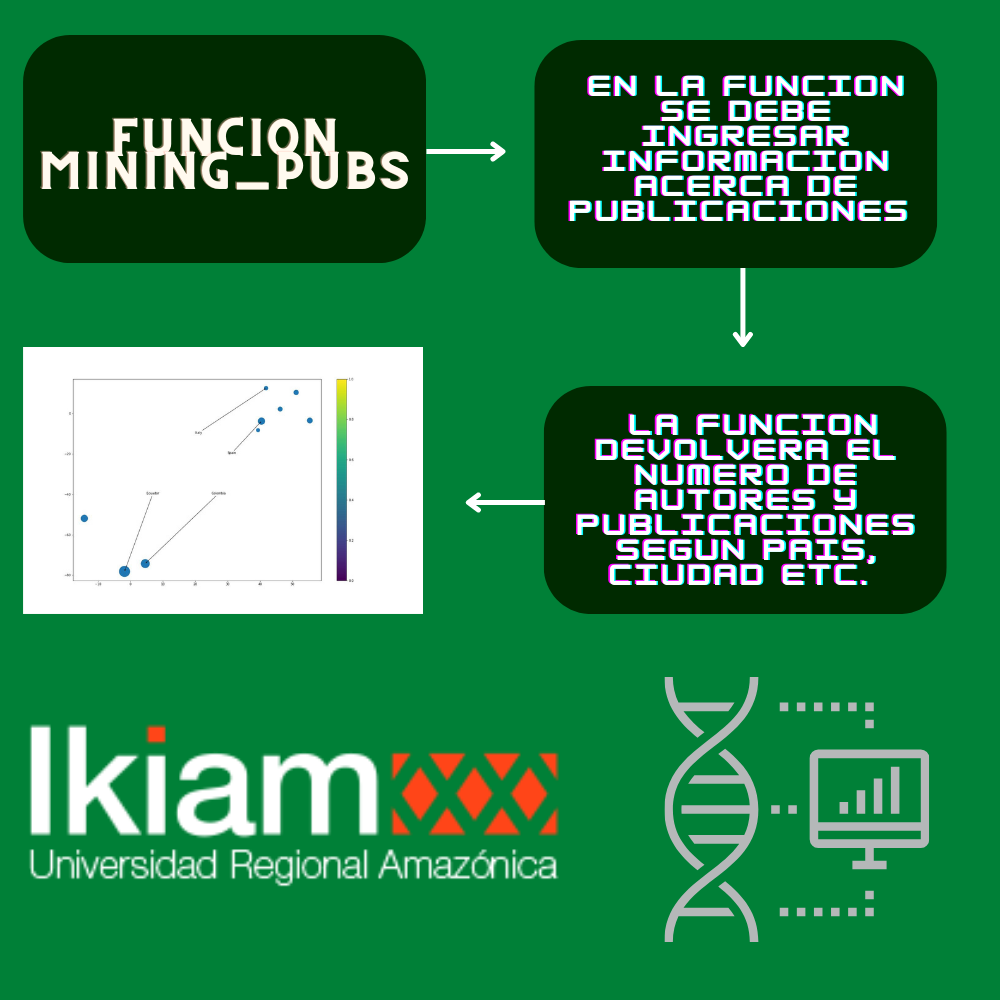 FUNCION
MINING_PUBS
EN LA FUNCION
SE DEBE
INGRESAR
INFORMACION
ACERCA DE
PUBLICACIONES
LA FUNCION
DEVOLVERA EL
NUMERO DE
AUTORES Y
PUBLICACIONES
SEGUN PAIS,
CIUDAD ETC.
Italy
Spain
Ecuador
Colombia
Ikiam
Universidad Regional Amazónica